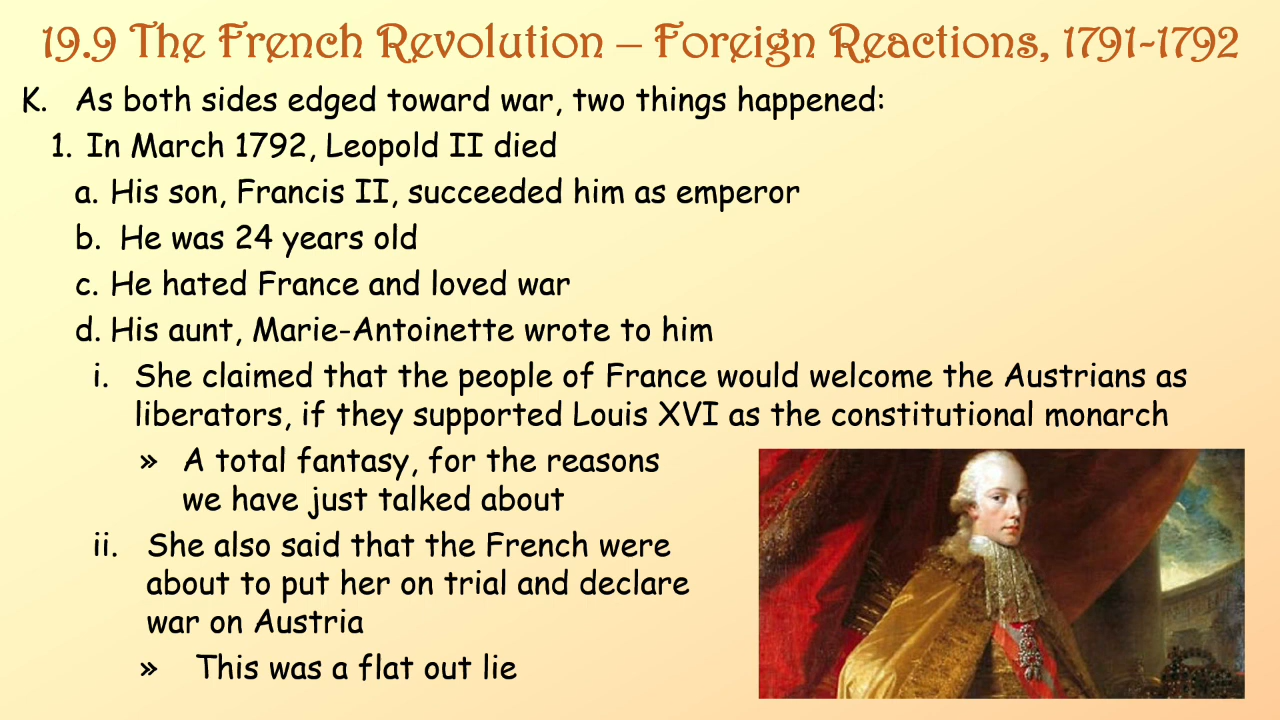 19.9 The French Revolution – Foreign Reactions, 1791-1792
K. As both sides edged toward war, two things happened:
1. In March 1792, Leopold II died
a. His son, Francis II, succeeded him as emperor
b. He was 24 years old
c. He hated France and loved war
d. His aunt, Marie-Antoinette wrote to him
i. She claimed that the people of France would welcome the Austrians as
liberators, if they supported Louis XVI as the constitutional monarch
» A total fantasy, for the reasons
we have just talked about
ii. She also said that the French were
about to put her on trial and declare
war on Austria
» This was a flat out lie